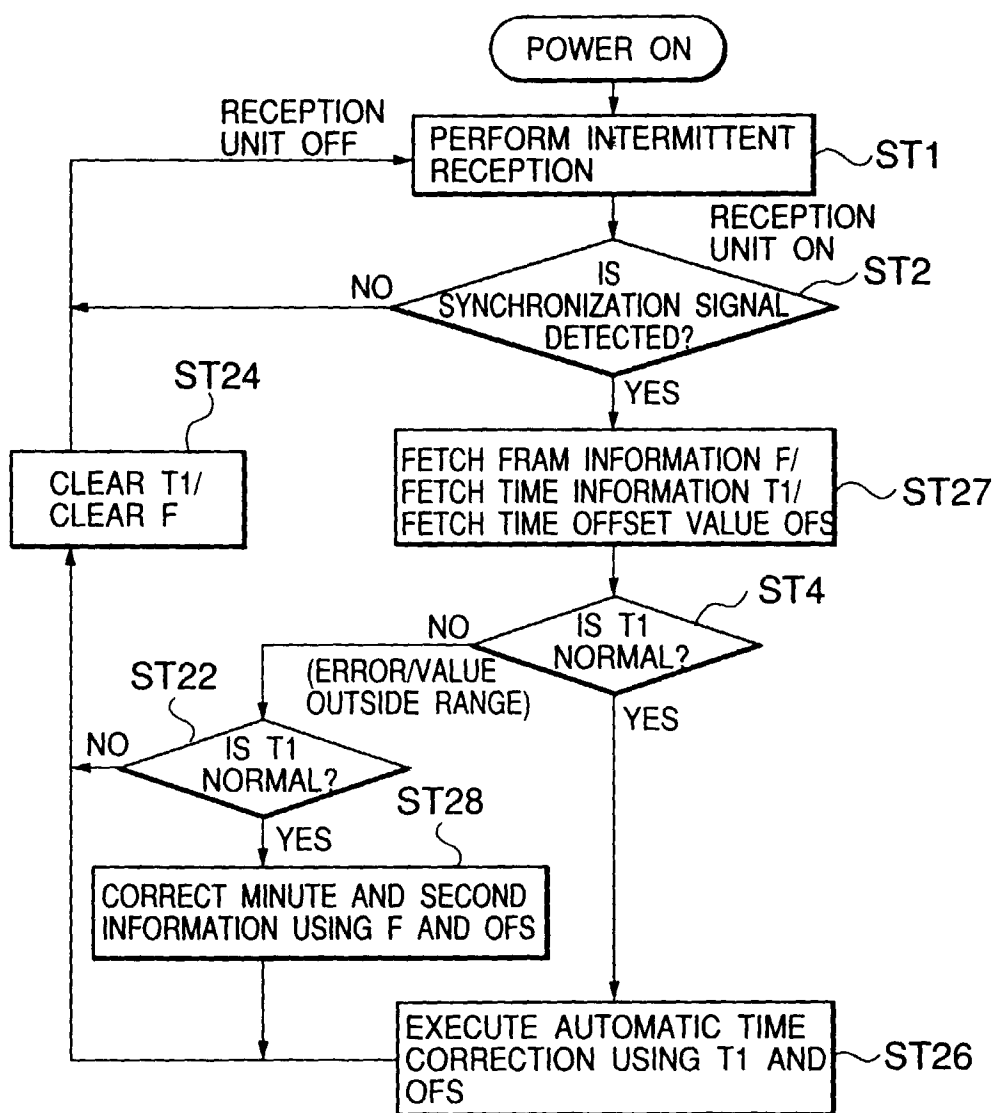 POWER ON
RECEPTION
UNIT OFF
PERFORM INTERMITTENT
RECEPTION
ST1
RECEPTION
UNIT ON
IS
SYNCHRONIZATION SIGNAL
DETECTED?
ST2
NO
YES
ST24
CLEAR T1/
CLEAR F
FETCH FRAM INFORMATION F/
FETCH TIME INFORMATION T1/
FETCH TIME OFFSET VALUE OFS
ST27
IS T1
NORMAL?
ST4
NO
(ERROR/VALUE
OUTSIDE RANGE)
YES
ST22
IS T1
NORMAL?
NO
YES
ST28
CORRECT MINUTE AND SECOND
INFORMATION USING F AND OFS
EXECUTE AUTOMATIC TIME
CORRECTION USING T1 AND
OFS
ST26